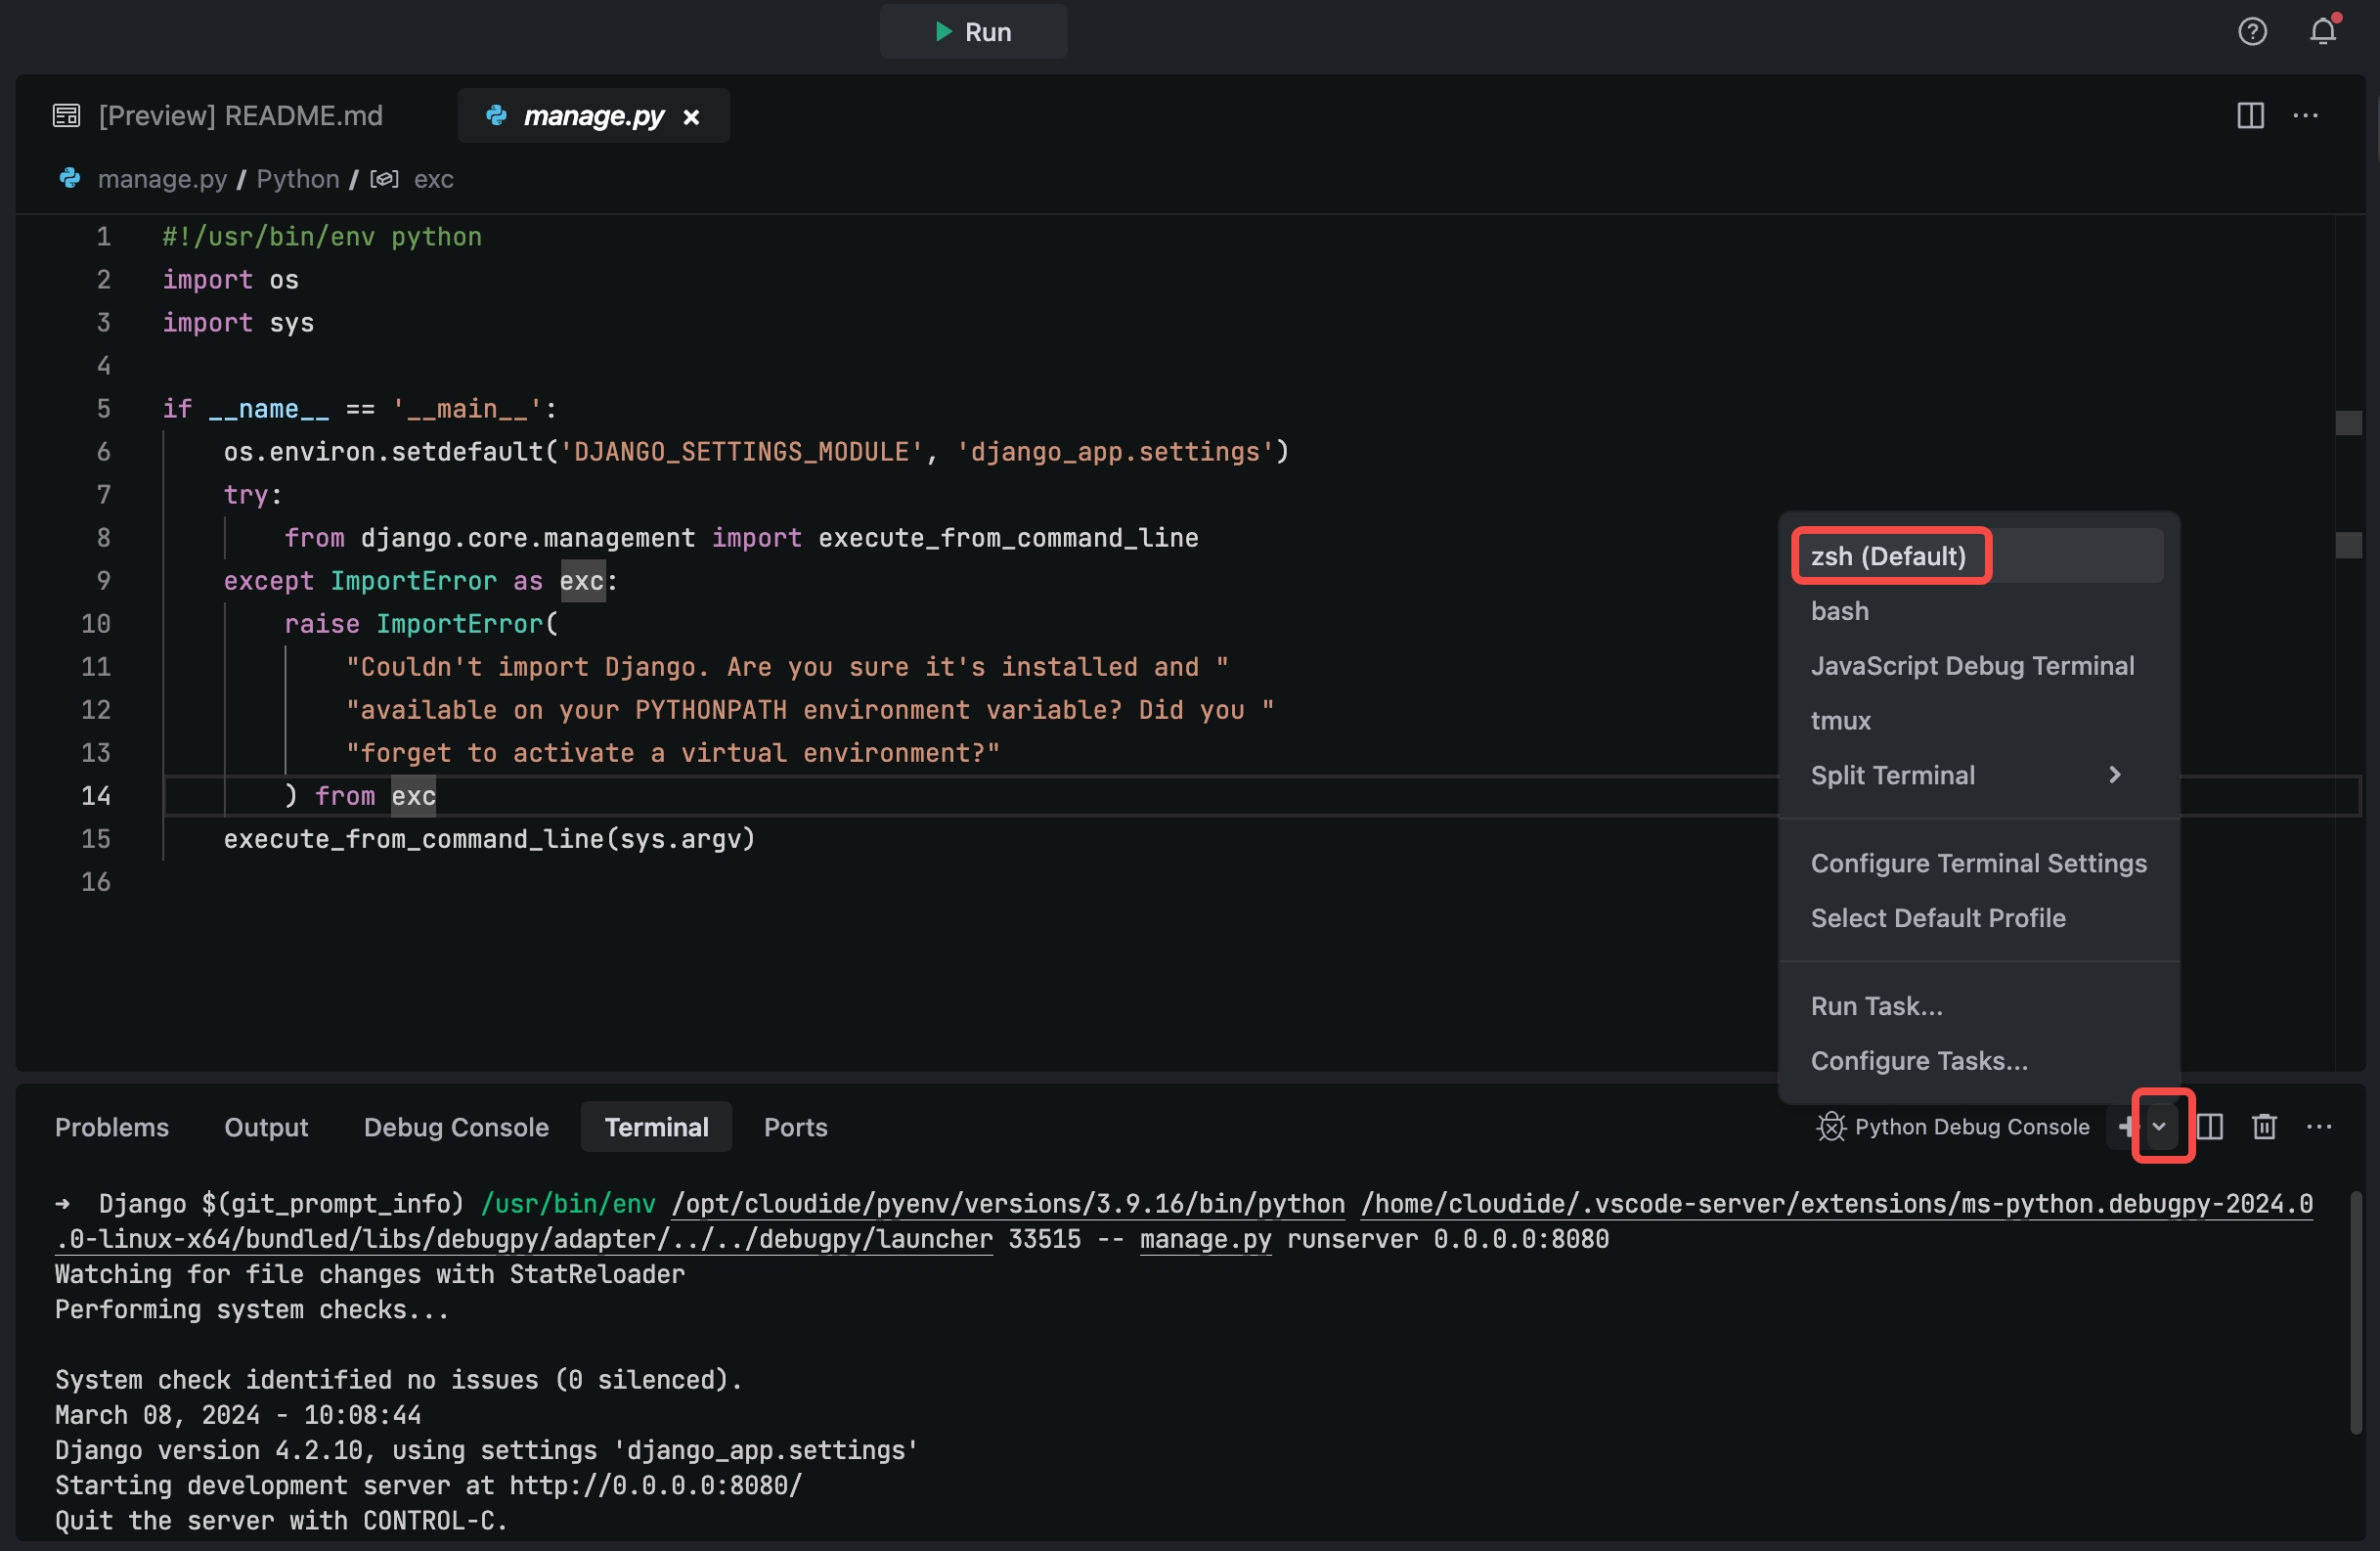 Run
[Preview] README.md
manage.py
manage.py / Python / exc
1 #!/usr/bin/env python
2 import os
3 import sys
4
5 if __name__ == '__main__':
6 os.environ.setdefault('DJANGO_SETTINGS_MODULE', 'django_app.settings')
7 try:
8 from django.core.management import execute_from_command_line
9 except ImportError as exc:
10 raise ImportError(
11 "Couldn't import Django. Are you sure it's installed and "
12 "available on your PYTHONPATH environment variable? Did you "
13 "forget to activate a virtual environment?"
14 ) from exc
15 execute_from_command_line(sys.argv)
16
zsh (Default)
bash
JavaScript Debug Terminal
tmux
Split Terminal
Configure Terminal Settings
Select Default Profile
Run Task...
Configure Tasks...
Problems Output Debug Console Terminal Ports
Python Debug Console
→ Django $(git_prompt_info) /usr/bin/env /opt/cloudide/pyenv/versions/3.9.16/bin/python /home/cloudide/.vscode-server/extensions/ms-python.debugpy-2024.0
.0-linux-x64/bundled/libs/debugpy/adapter/../../debugpy/launcher 33515 -- manage.py runserver 0.0.0.0:8080
Watching for file changes with StatReloader
Performing system checks...
System check identified no issues (0 silenced).
March 08, 2024 - 10:08:44
Django version 4.2.10, using settings 'django_app.settings'
Starting development server at http://0.0.0.0:8080/
Quit the server with CONTROL-C.